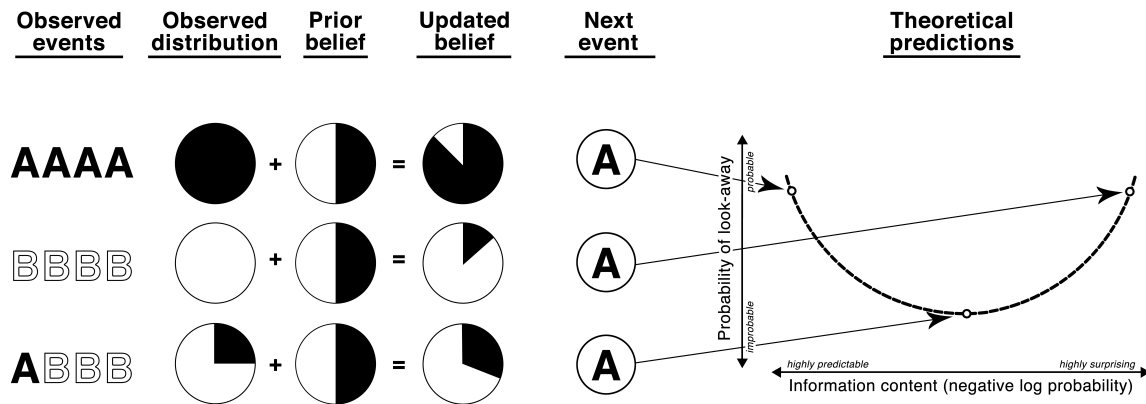 Observed events
Observed distribution
Prior belief
Updated belief
Next event
Theoretical predictions
AAAA
+
=
A
BBBB
+
=
A
ABBB
+
=
A
Probability of look-away
probable
improbable
highly predictable
highly surprising
Information content (negative log probability)